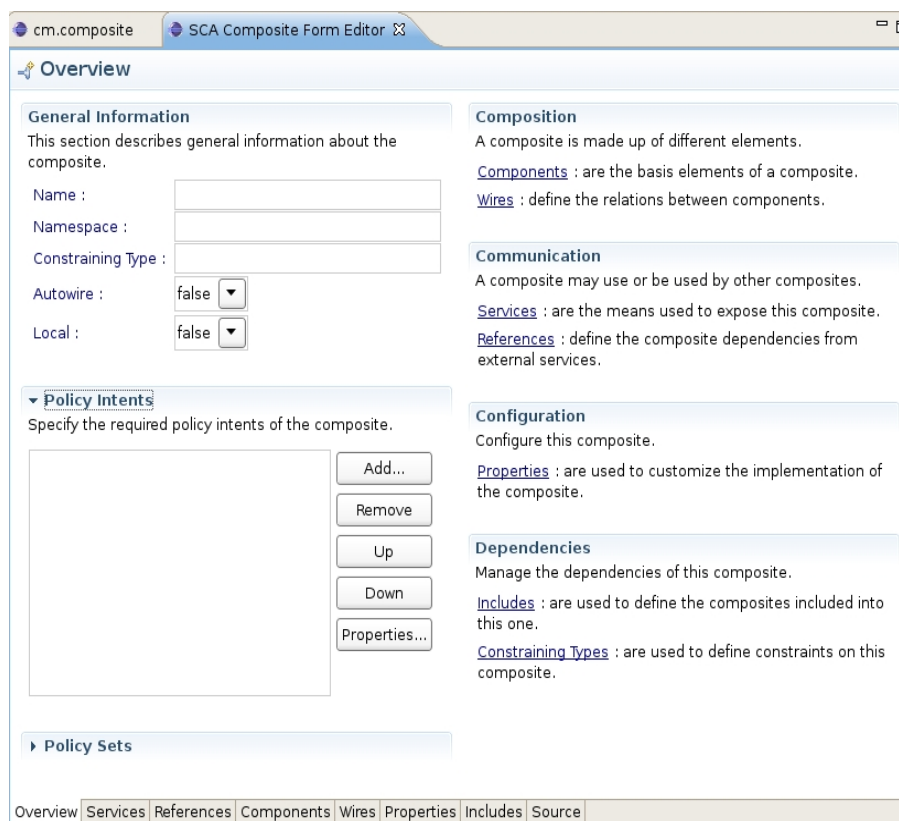 cm.composite
SCA Composite Form Editor
Overview
General Information
This section describes general information about the
composite.
Name :
Namespace :
Constraining Type :
Autowire :
false
Local :
false
Policy Intents
Specify the required policy intents of the composite.
Add...
Remove
Up
Down
Properties...
Policy Sets
Composition
A composite is made up of different elements.
Components : are the basis elements of a composite.
Wires : define the relations between components.
Communication
A composite may use or be used by other composites.
Services : are the means used to expose this composite.
References : define the composite dependencies from
external services.
Configuration
Configure this composite.
Properties : are used to customize the implementation of
the composite.
Dependencies
Manage the dependencies of this composite.
Includes : are used to define the composites included into
this one.
Constraining Types : are used to define constraints on this
composite.
Overview Services References Components Wires Properties Includes Source